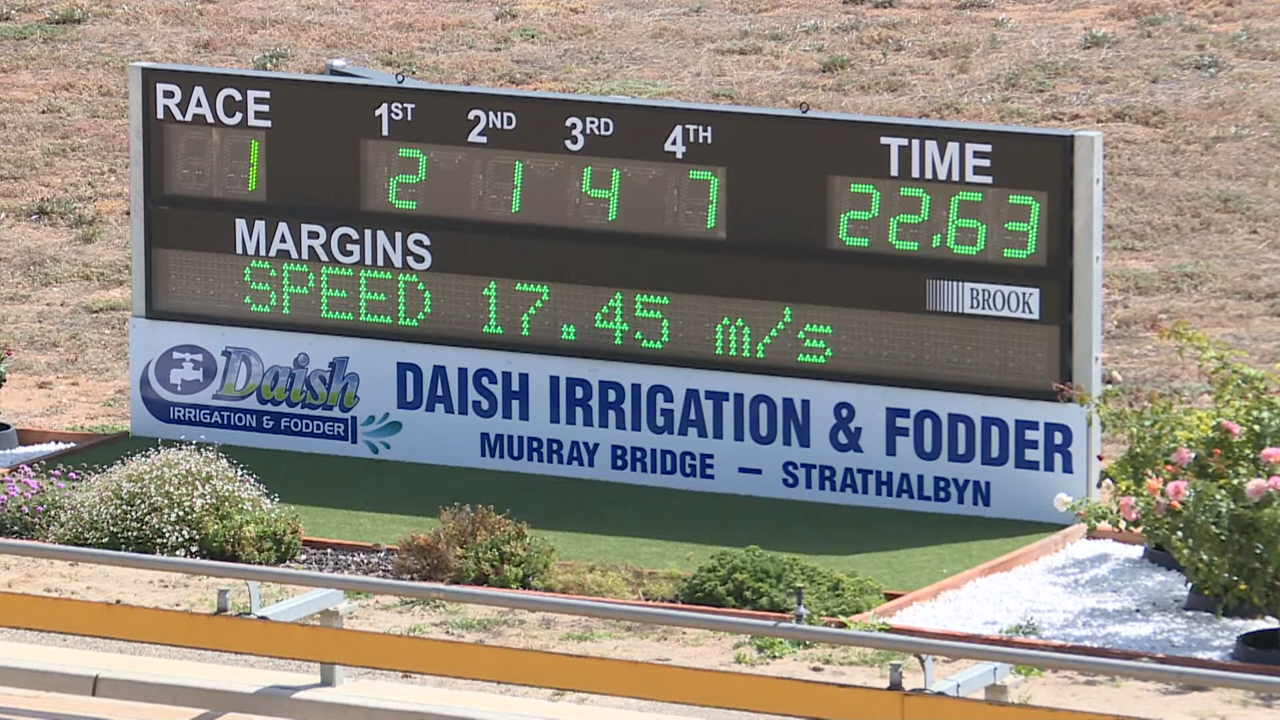 RACE 1ST 2ND 3RD 4TH TIME
1 2 1 4 7 22.63
MARGINS
BROOK
SPEED 17.45 m/s
Daish
IRRIGATION & FODDER
DAISH IRRIGATION & FODDER
MURRAY BRIDGE – STRATHALBYN